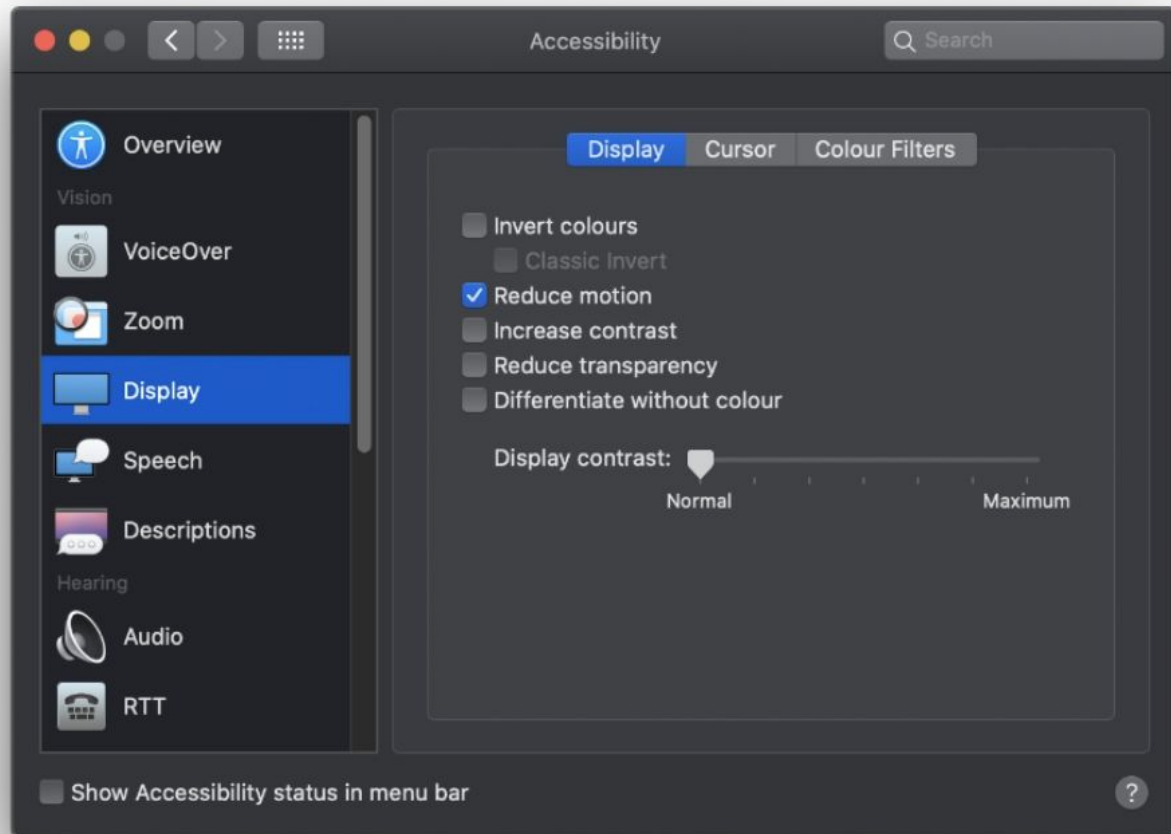 Accessibility
Search
Overview
Vision
VoiceOver
Zoom
Display
Speech
Descriptions
Hearing
Audio
RTT
Display Cursor Colour Filters
Invert colours
Classic Invert
Reduce motion
Increase contrast
Reduce transparency
Differentiate without colour
Display contrast:
Normal Maximum
Show Accessibility status in menu bar
?